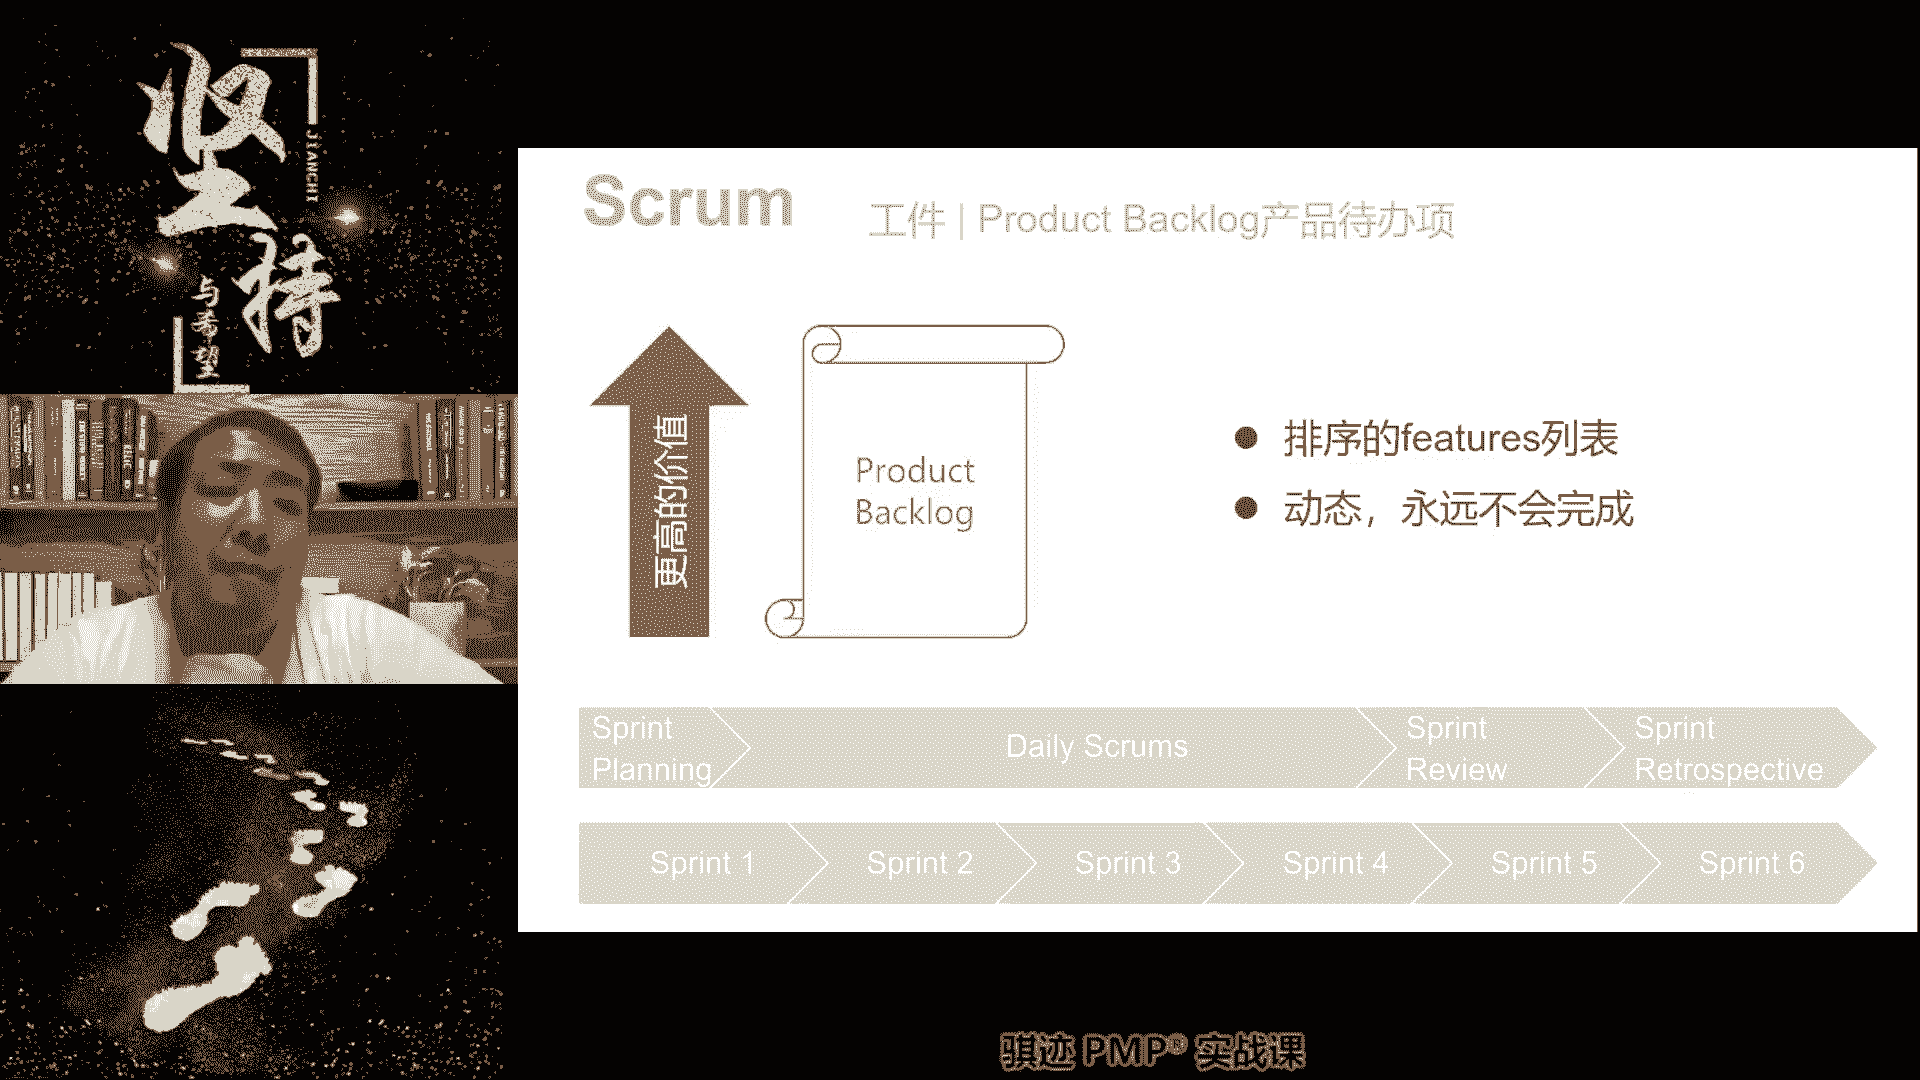 坚持
JIANCHI
与希望
Scrum
工件 | Product Backlog产品待办项
更高的价值
Product
Backlog
排序的features列表
动态，永远不会完成
Sprint
Planning
Daily Scrums
Sprint
Review
Sprint
Retrospective
Sprint 1
Sprint 2
Sprint 3
Sprint 4
Sprint 5
Sprint 6
骐迹 PMP® 实战课